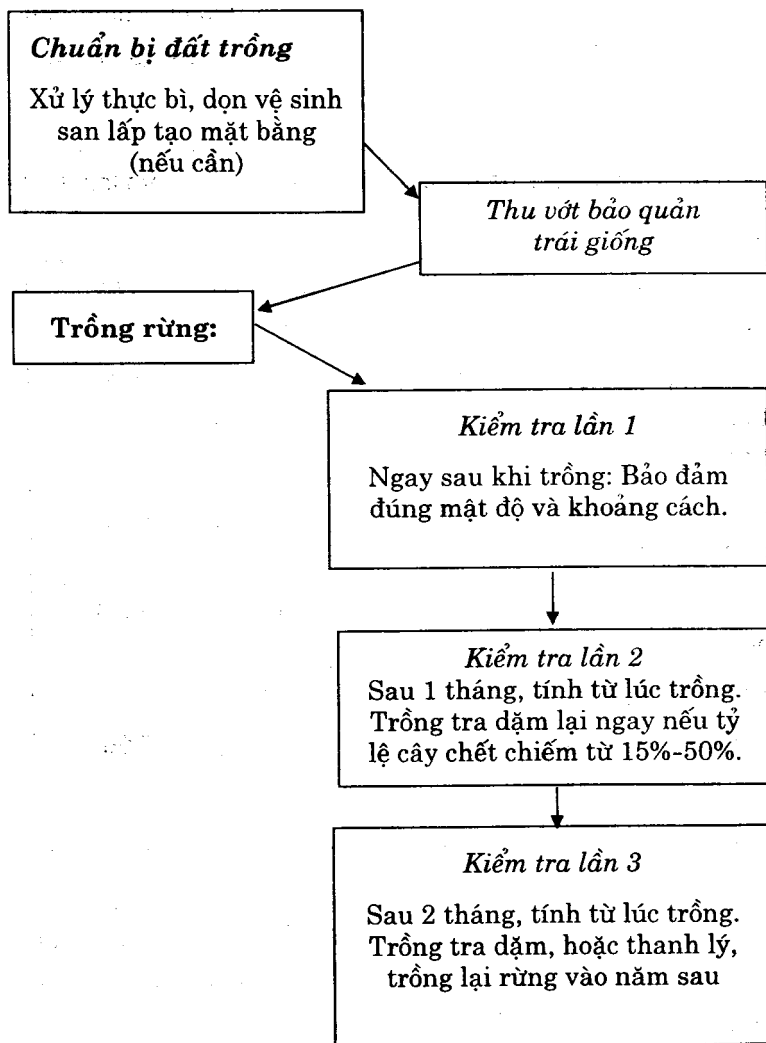 Chuẩn bị đất trồng
Xử lý thực bì, dọn vệ sinh
san lấp tạo mặt bằng
(nếu cần)
Thu vớt bảo quản
trái giống
Trồng rừng:
Kiểm tra lần 1
Ngay sau khi trồng: Bảo đảm
đúng mật độ và khoảng cách.
Kiểm tra lần 2
Sau 1 tháng, tính từ lúc trồng.
Trồng tra dặm lại ngay nếu tỷ
lệ cây chết chiếm từ 15%-50%.
Kiểm tra lần 3
Sau 2 tháng, tính từ lúc trồng.
Trồng tra dặm, hoặc thanh lý,
trồng lại rừng vào năm sau